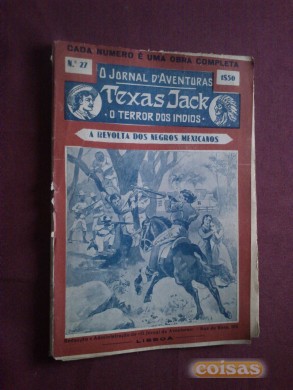 CADA NUMERO É UMA OBRA COMPLETA
N.º 27
O JORNAL D'AVENTURAS
1$50
Texas Jack
O TERROR DOS INDIOS
A REVOLTA DOS NEGROS MEXICANOS
LISBOA
coisas